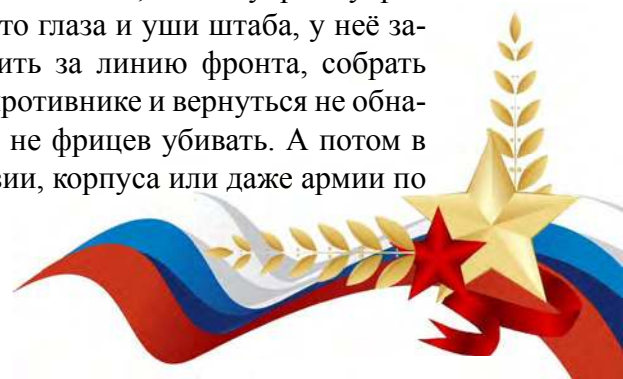 то глаза и уши штаба, у неё за-
ить за линию фронта, собрать
противнике и вернуться не обна-
не фрицев убивать. А потом в
зии, корпуса или даже армии по